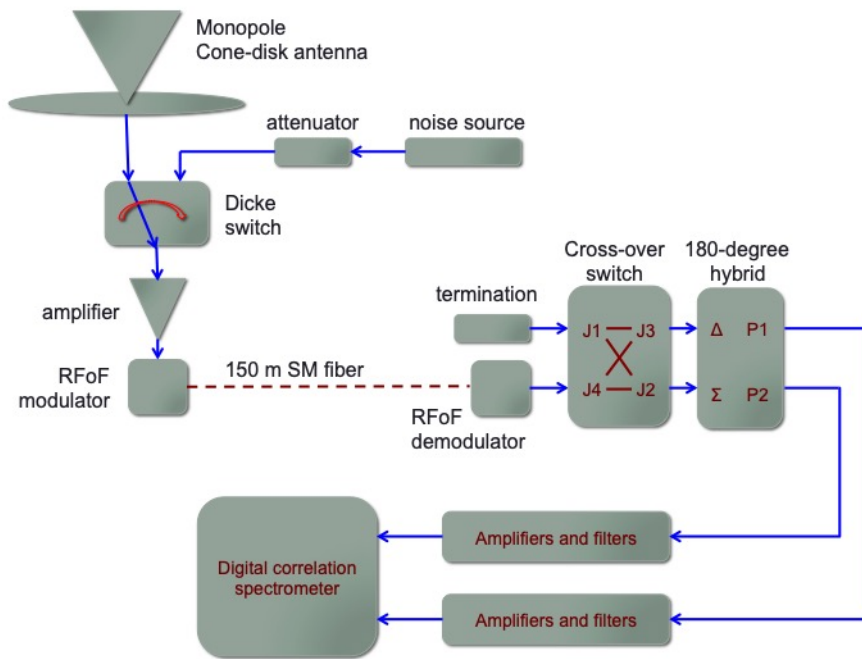 Monopole
Cone-disk antenna
attenuator
noise source
Dicke
switch
Cross-over
switch
180-degree
hybrid
termination
amplifier
J1
J3
Δ
P1
150 m SM fiber
RFoF
modulator
J4
J2
Σ
P2
RFoF
demodulator
Amplifiers and filters
Digital correlation
spectrometer
Amplifiers and filters